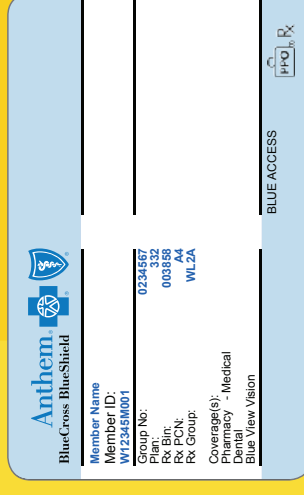 Anthem
BlueCross BlueShield
Member Name
Member ID:
W12345M001
Group No: 0234567
Plan: 332
Rx Bin: 003858
Rx PCN: A4
Rx Group: WL2A
Coverage(s):
Pharmacy - Medical
Dental
Blue View Vision
BLUE ACCESS
PPO
Rx